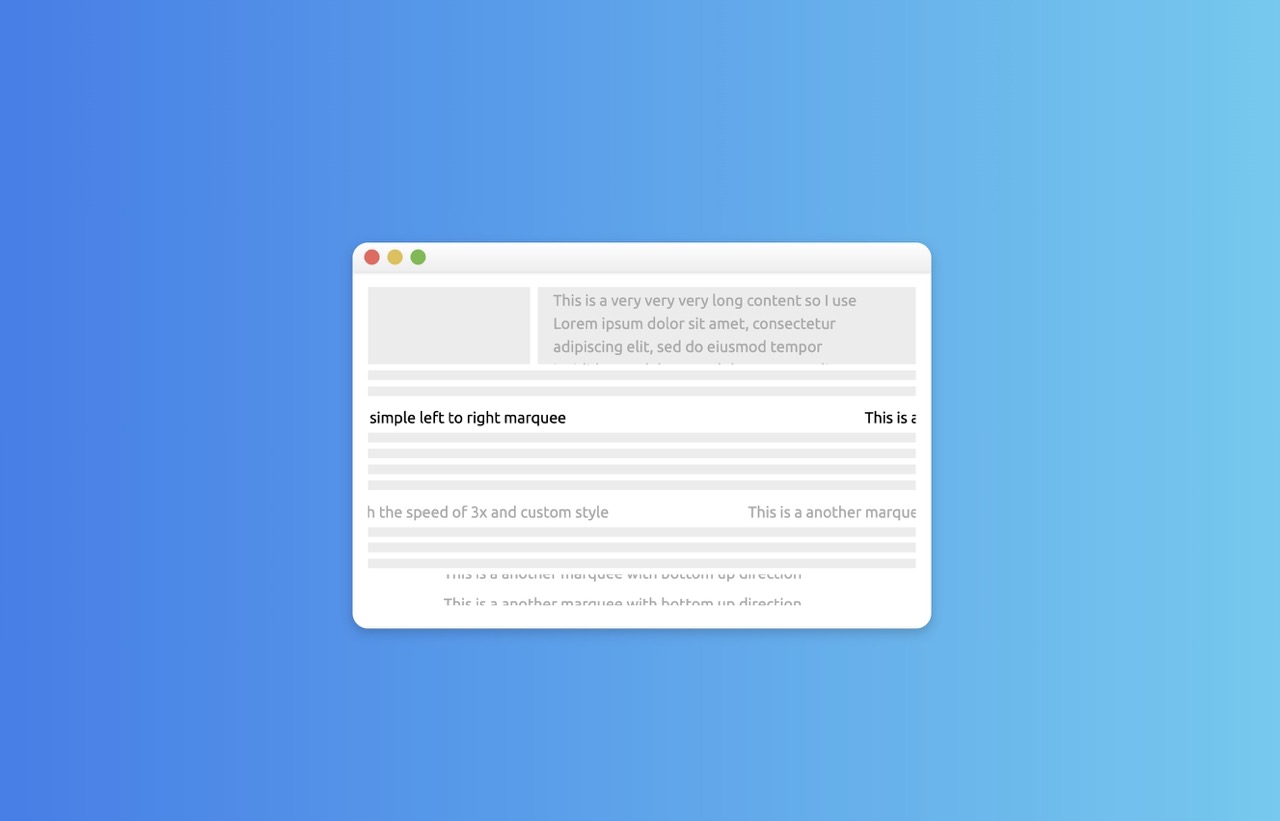 This is a very very very long content so I use
Lorem ipsum dolor sit amet, consectetur
adipiscing elit, sed do eiusmod tempor
simple left to right marquee
This is a
h the speed of 3x and custom style
This is a another marque
This is a another marquee with bottom up direction
This is a another marquee with bottom up direction